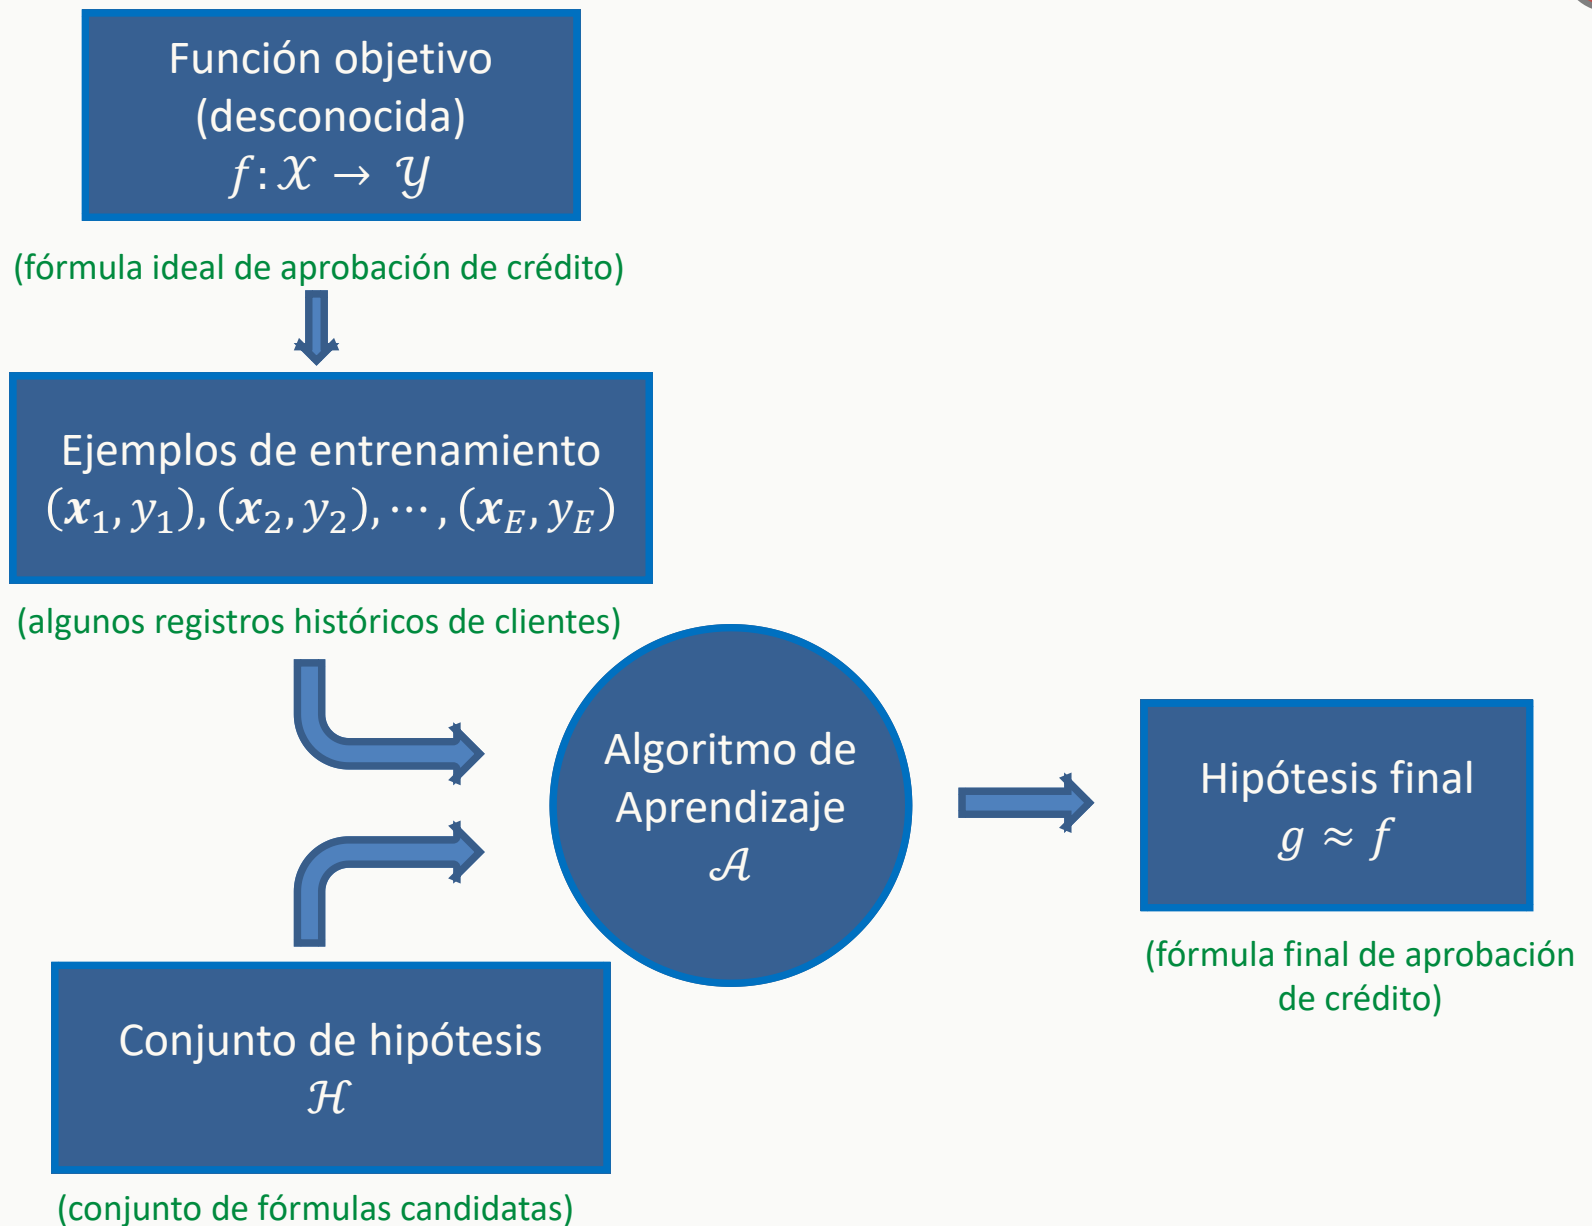 Función objetivo
(desconocida)
𝑓: 𝒳 → 𝒴
(fórmula ideal de aprobación de crédito)
Ejemplos de entrenamiento
(𝒙₁, 𝑦₁), (𝒙₂, 𝑦₂), ⋯ , (𝒙_E, 𝑦_E)
(algunos registros históricos de clientes)
Algoritmo de
Aprendizaje
𝒜
Hipótesis final
𝑔 ≈ 𝑓
(fórmula final de aprobación
de crédito)
Conjunto de hipótesis
ℋ
(conjunto de fórmulas candidatas)